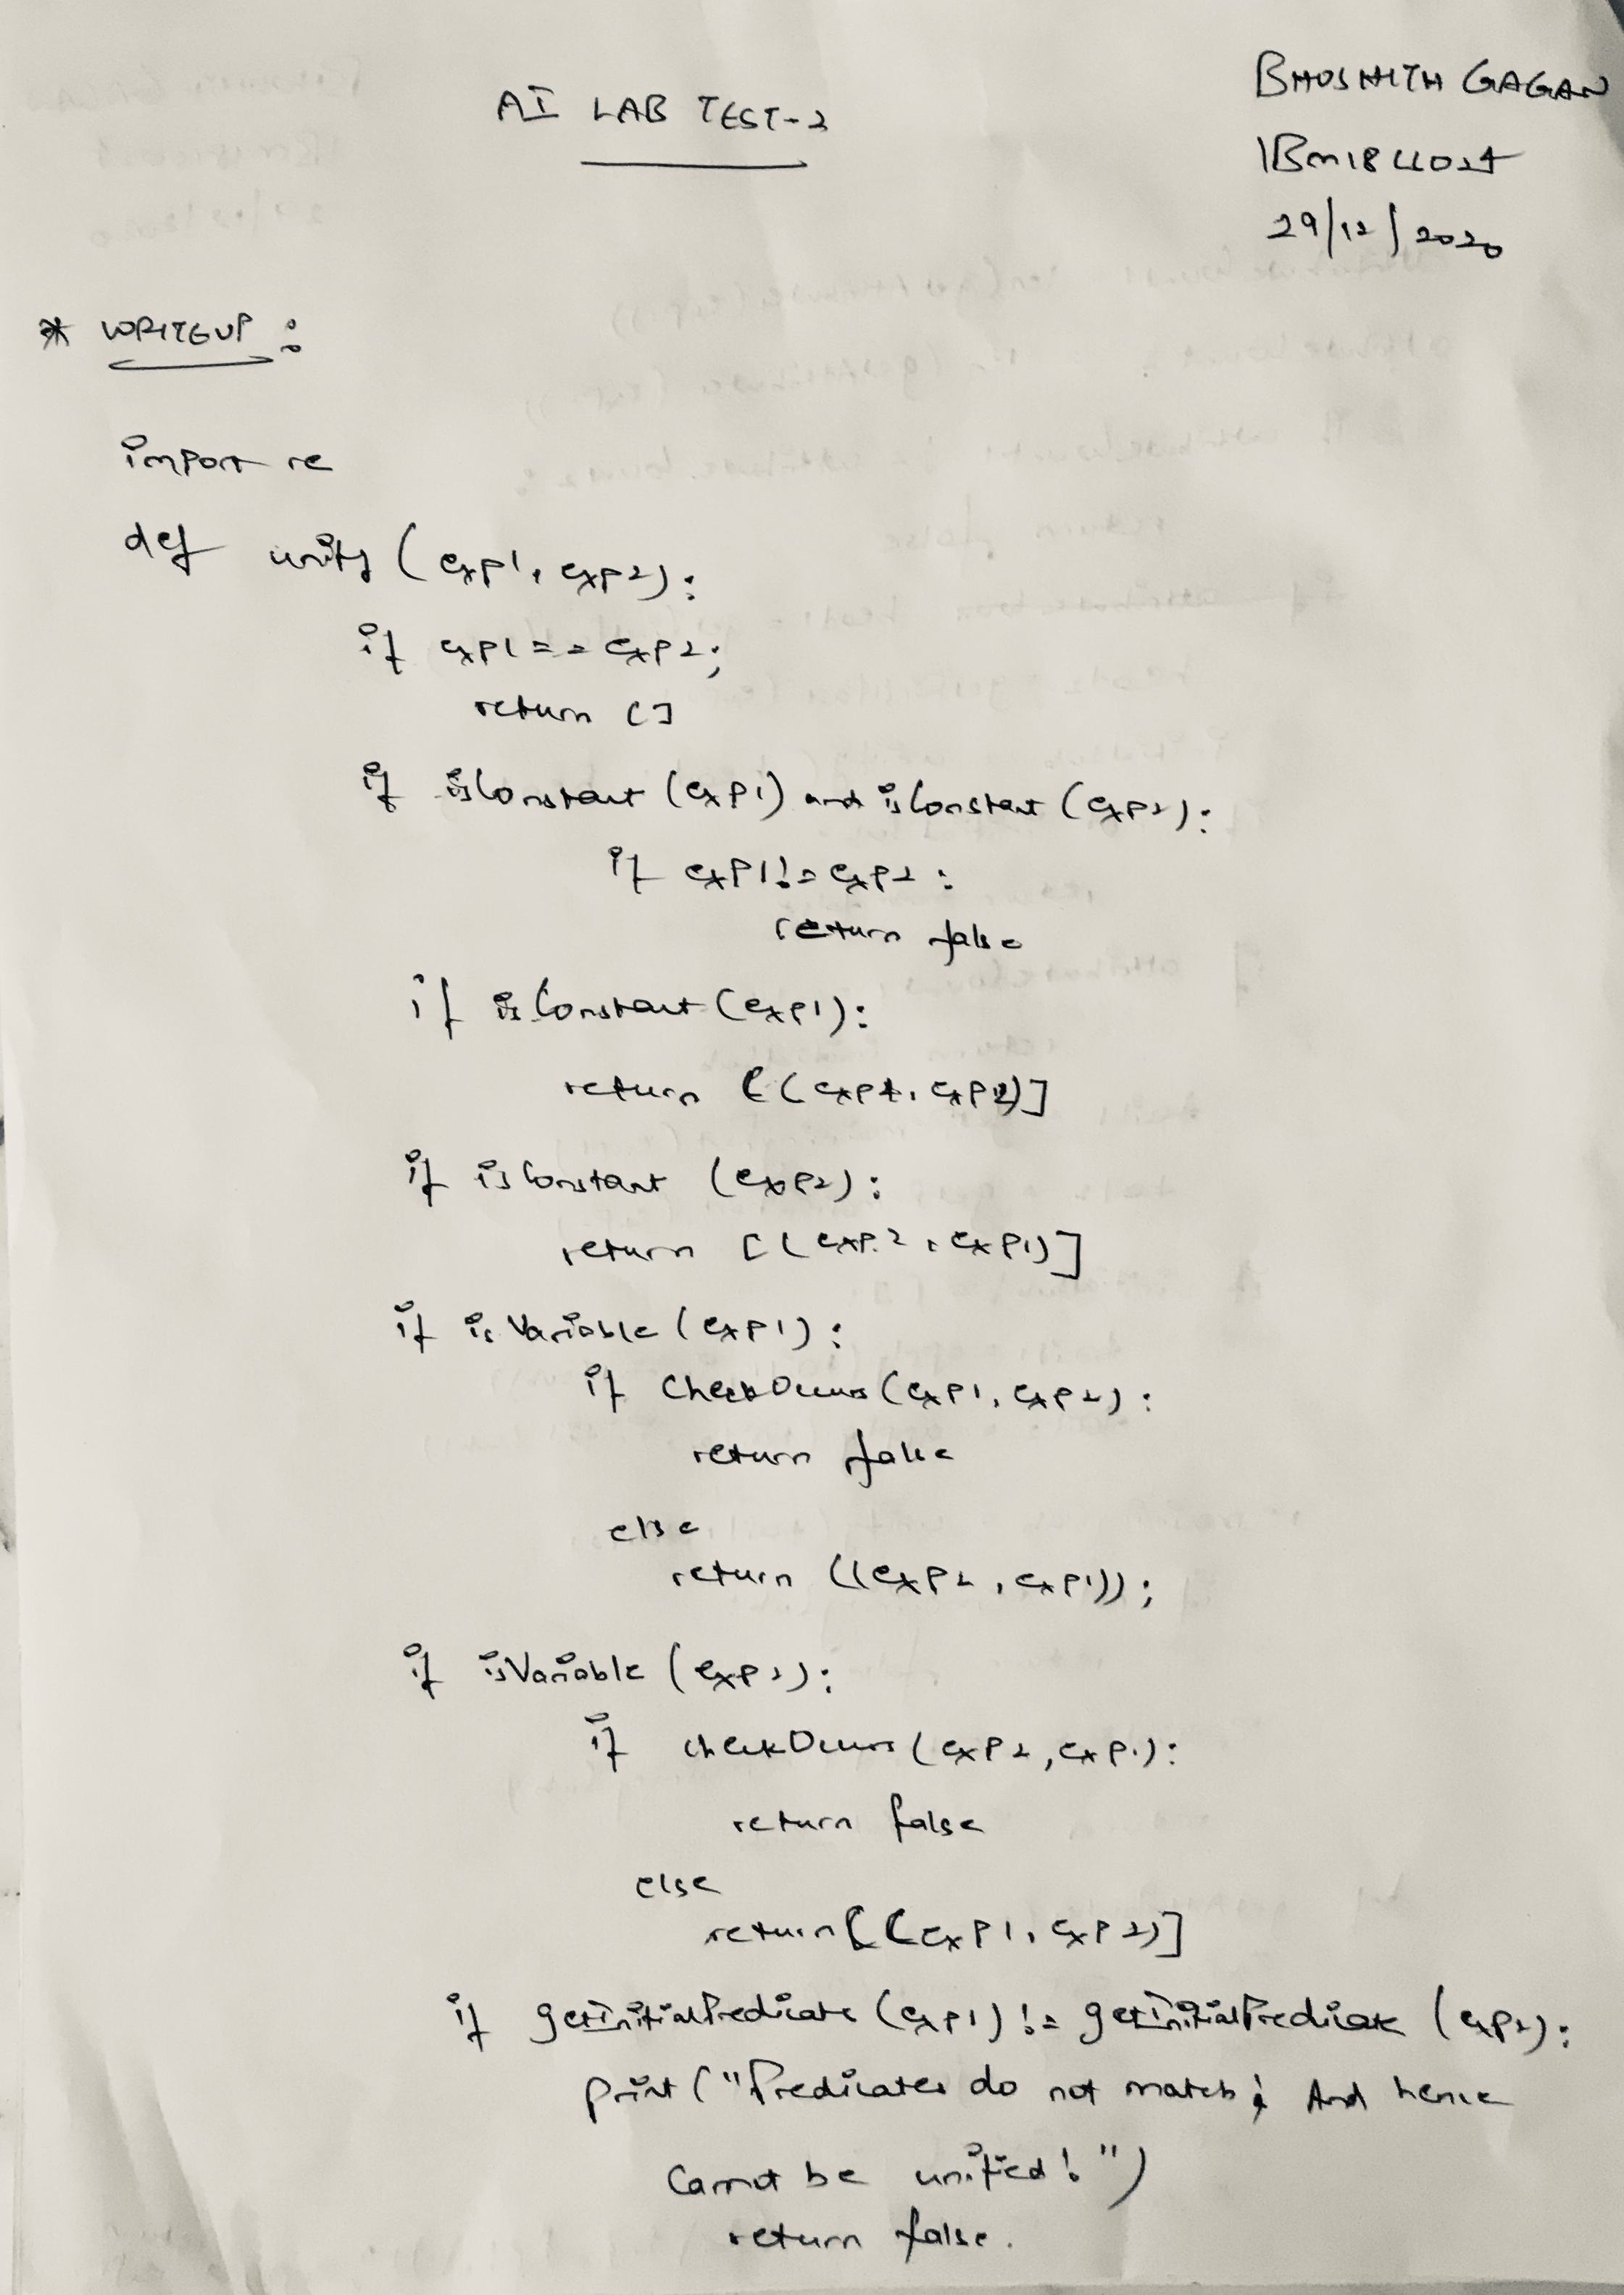 AI LAB TEST-2
BHOSHITH GAGAN
29/12/2020
* WRITEUP :
import re
def unify (exp1, exp2):
if exp1 == exp2;
return []
if isConstant (exp1) and isConstant (exp2):
if exp1 != exp2 :
return false
if isConstant (exp1):
return [(exp1, exp2)]
if isConstant (exp2):
return [(exp2, exp1)]
if isVariable (exp1) :
if CheckOccurs (exp1, exp2) :
return false
else
return ((exp2, exp1));
if isVariable (exp2):
if checkOccurs (exp2, exp1):
return false
else
return [(exp1, exp2)]
if getInitialPredicate (exp1) != getInitialPredicate (exp2):
print ("Predicates do not match; And hence
Cannot be unified!")
return false.